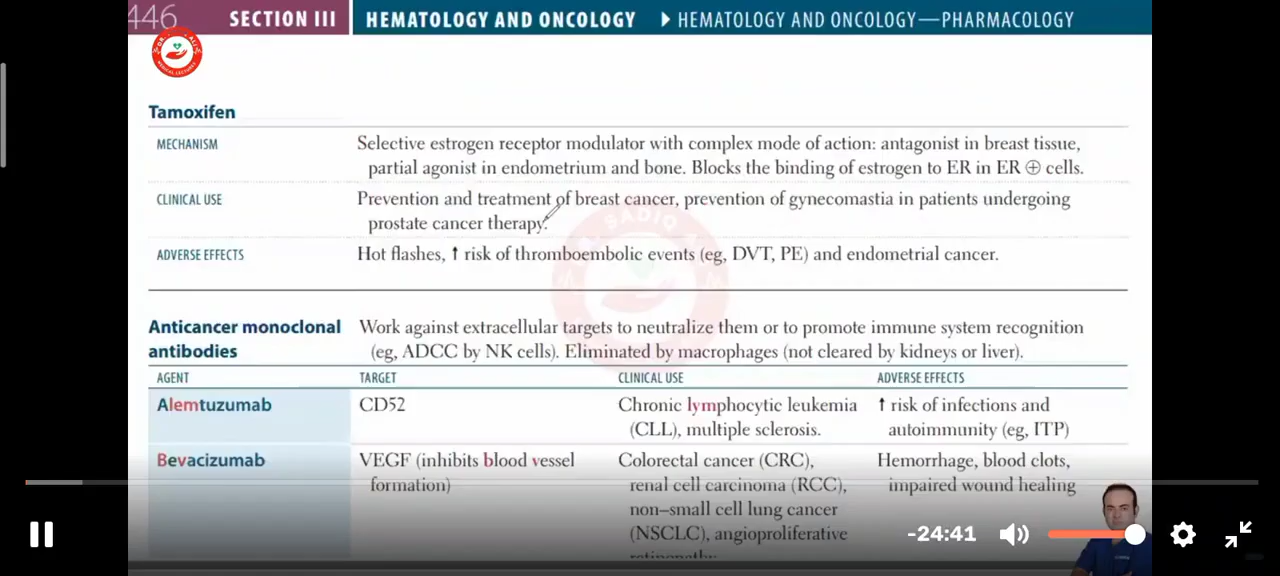 446 SECTION III HEMATOLOGY AND ONCOLOGY ▶ HEMATOLOGY AND ONCOLOGY—PHARMACOLOGY
Tamoxifen
MECHANISM Selective estrogen receptor modulator with complex mode of action: antagonist in breast tissue,
partial agonist in endometrium and bone. Blocks the binding of estrogen to ER in ER ⊕ cells.
CLINICAL USE Prevention and treatment of breast cancer, prevention of gynecomastia in patients undergoing
prostate cancer therapy.
ADVERSE EFFECTS Hot flashes, ↑ risk of thromboembolic events (eg, DVT, PE) and endometrial cancer.
Anticancer monoclonal
antibodies
Work against extracellular targets to neutralize them or to promote immune system recognition
(eg, ADCC by NK cells). Eliminated by macrophages (not cleared by kidneys or liver).
AGENT TARGET CLINICAL USE ADVERSE EFFECTS
Alemtuzumab CD52 Chronic lymphocytic leukemia
(CLL), multiple sclerosis.
↑ risk of infections and
autoimmunity (eg, ITP)
Bevacizumab VEGF (inhibits blood vessel
formation)
Colorectal cancer (CRC),
renal cell carcinoma (RCC),
non–small cell lung cancer
(NSCLC), angioproliferative
Hemorrhage, blood clots,
impaired wound healing
-24:41